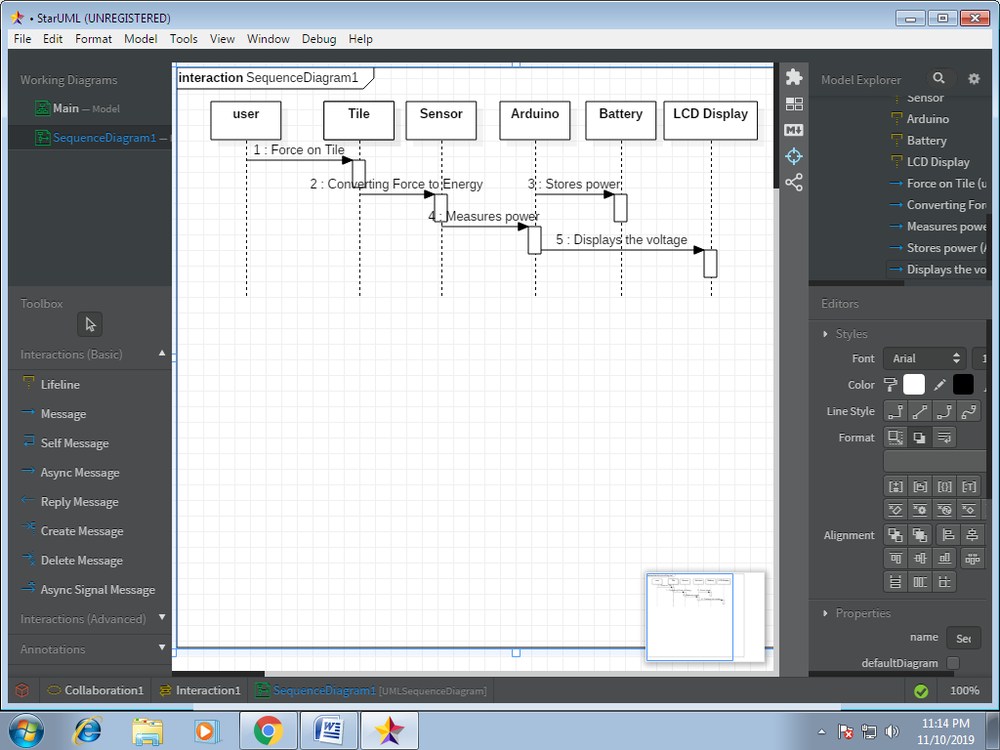 • StarUML (UNREGISTERED)
File Edit Format Model Tools View Window Debug Help
Working Diagrams
Main — Model
SequenceDiagram1 —
Toolbox
Interactions (Basic)
Lifeline
Message
Self Message
Async Message
Reply Message
Create Message
Delete Message
Async Signal Message
Interactions (Advanced)
Annotations
interaction SequenceDiagram1
user Tile Sensor Arduino Battery LCD Display
1 : Force on Tile
2 : Converting Force to Energy 3 : Stores power
4 : Measures power
5 : Displays the voltage
Model Explorer
Sensor
Arduino
Battery
LCD Display
Force on Tile (u
Converting For
Measures powe
Stores power (A
Displays the vo
Editors
Styles
Font Arial 1
Color
Line Style
Format
Alignment
Properties
name Sec
defaultDiagram
Collaboration1 Interaction1 SequenceDiagram1 [UMLSequenceDiagram] 100%
11:14 PM
11/10/2019